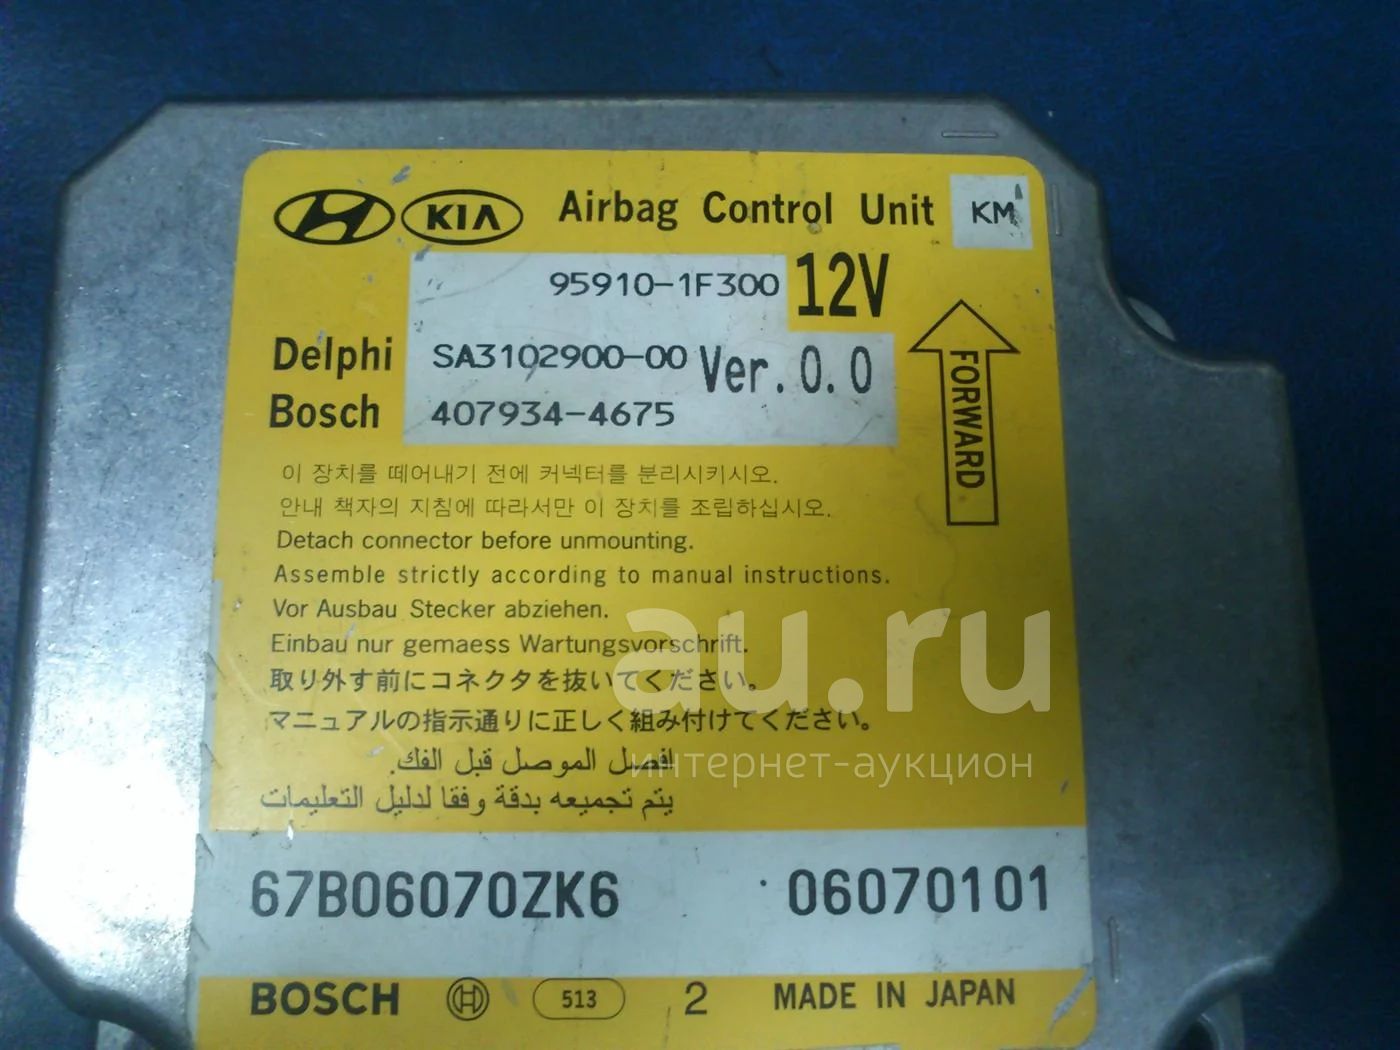 KIA Airbag Control Unit KM
95910-1F300 12V
Delphi SA3102900-00 Ver.0.0
Bosch 407934-4675
FORWARD
이 장치를 떼어내기 전에 커넥터를 분리시키시오.
안내 책자의 지침에 따라서만 이 장치를 조립하십시오.
Detach connector before unmounting.
Assemble strictly according to manual instructions.
Vor Ausbau Stecker abziehen.
Einbau nur gemaess Wartungsvorschrift.
取り外す前にコネクタを抜いてください。
マニュアルの指示通りに正しく組み付けてください。
افصل الموصل قبل الفك.
يتم تجميعه بدقة وفقا لدليل التعليمات
au.ru
интернет-аукцион
67B06070ZK6 06070101
BOSCH 513 2 MADE IN JAPAN